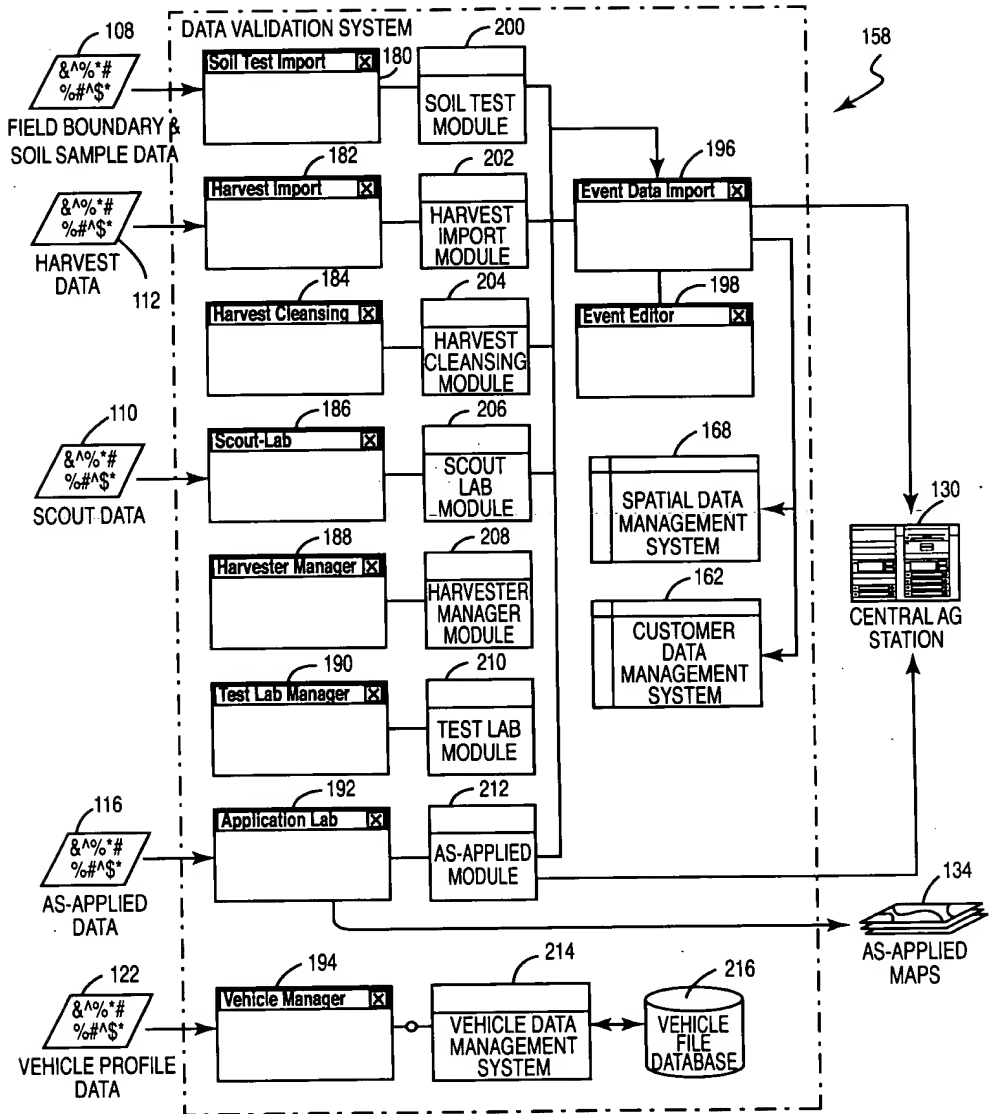 DATA VALIDATION SYSTEM
158
108
&^%*#
%#^$*
FIELD BOUNDARY &
SOIL SAMPLE DATA
Soil Test Import
180
200
SOIL TEST
MODULE
&^%*#
%#^$*
HARVEST
DATA
112
182
Harvest Import
202
HARVEST
IMPORT
MODULE
196
Event Data Import
184
Harvest Cleansing
204
HARVEST
CLEANSING
MODULE
198
Event Editor
110
&^%*#
%#^$*
SCOUT DATA
186
Scout-Lab
206
SCOUT
LAB
MODULE
168
SPATIAL DATA
MANAGEMENT
SYSTEM
130
CENTRAL AG
STATION
188
Harvester Manager
208
HARVESTER
MANAGER
MODULE
162
CUSTOMER
DATA
MANAGEMENT
SYSTEM
190
Test Lab Manager
210
TEST LAB
MODULE
116
&^%*#
%#^$*
AS-APPLIED
DATA
192
Application Lab
212
AS-APPLIED
MODULE
134
AS-APPLIED
MAPS
122
&^%*#
%#^$*
VEHICLE PROFILE
DATA
194
Vehicle Manager
214
VEHICLE DATA
MANAGEMENT
SYSTEM
216
VEHICLE
FILE
DATABASE